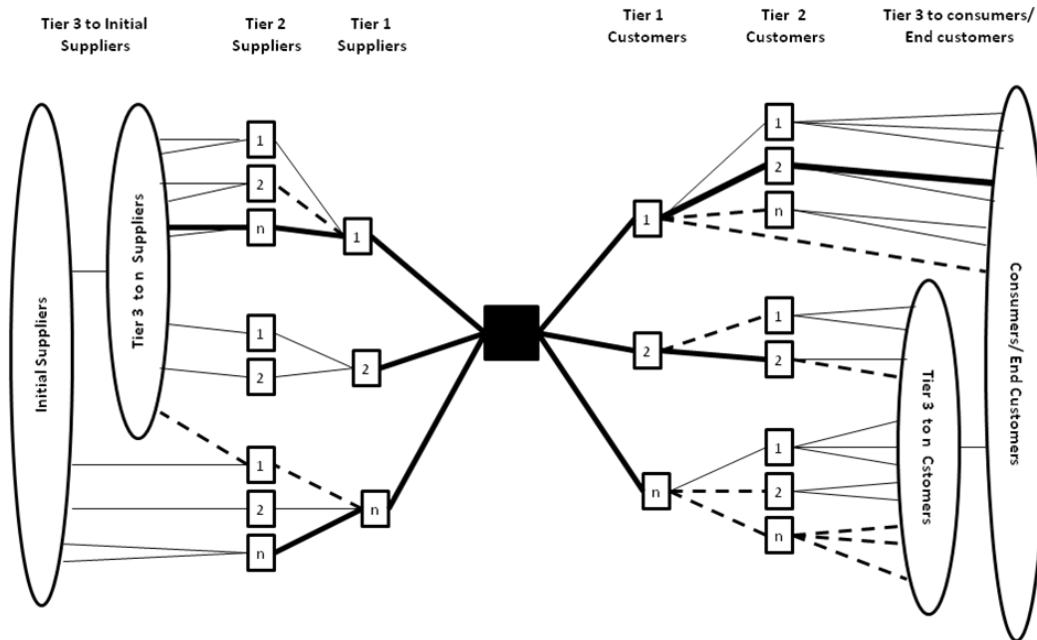 Tier 3 to Initial
Suppliers
Tier 2
Suppliers
Tier 1
Suppliers
Tier 1
Customers
Tier 2
Customers
Tier 3 to consumers/
End customers
Initial Suppliers
Tier 3 to n Suppliers
1
2
n
1
2
1
2
n
1
2
n
1
2
n
1
2
n
1
2
1
2
n
Tier 3 to n Cstomers
Consumers/ End Customers